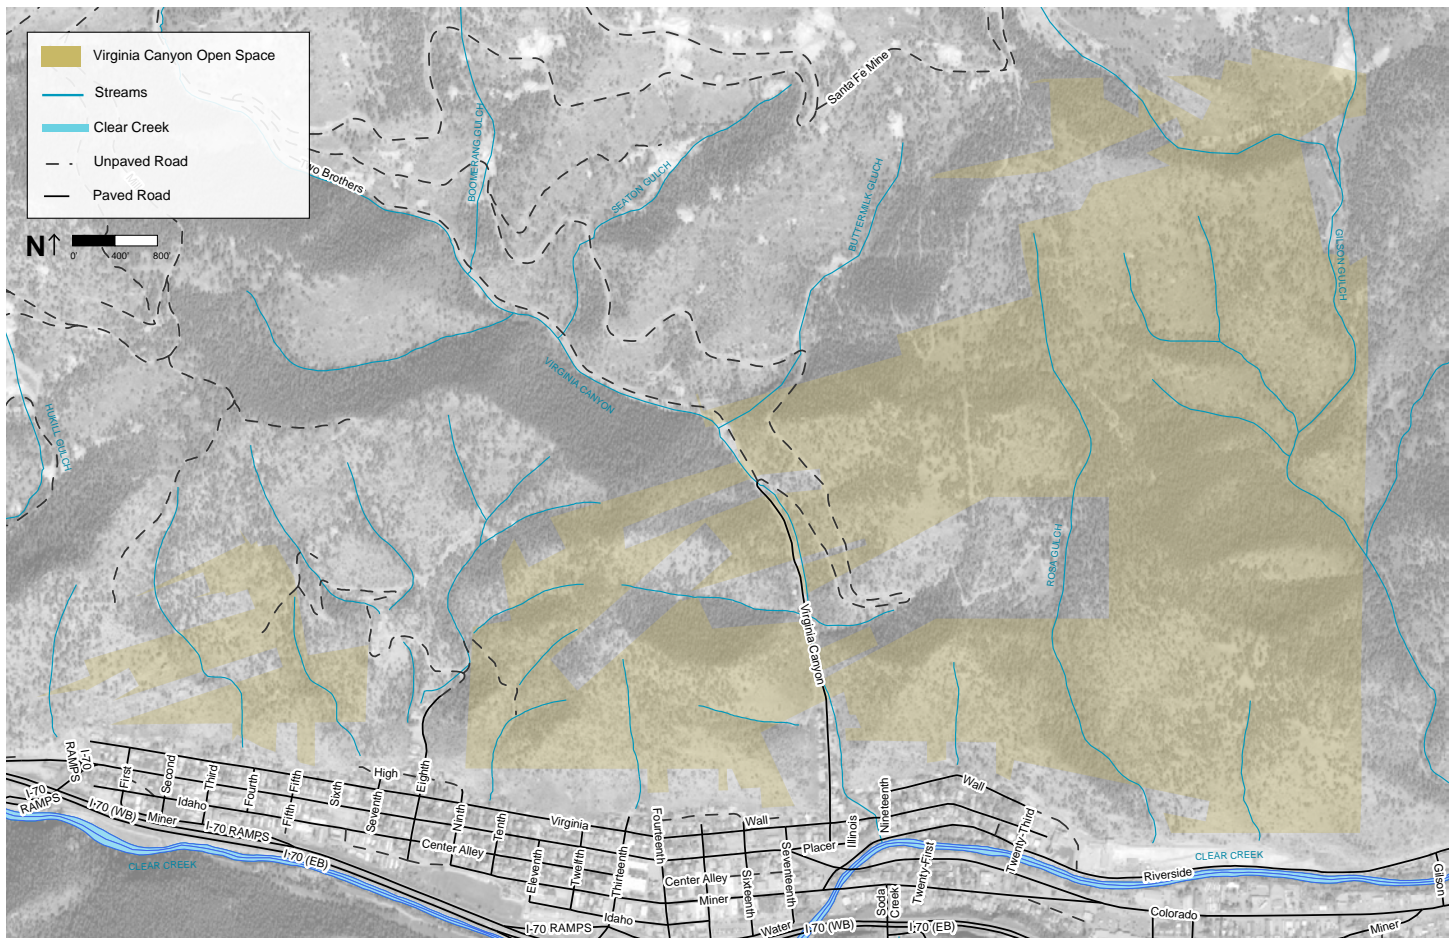 Virginia Canyon Open Space
Streams
Clear Creek
Unpaved Road
Paved Road
N↑
0' 400' 800'
Santa Fe Mine
Two Brothers
BOOMERANG GULCH
SEATON GULCH
BUTTERMILK GLUCH
GILSON GULCH
VIRGINIA CANYON
HUKILL GULCH
ROSA GULCH
Virginia Canyon
I-70
RAMPS
I-70
RAMPS
First
Second
Third
Fourth
Fifth
Fifth
Sixth
High
Seventh
Eighth
Ninth
Tenth
Idaho
Miner
I-70 (WB)
I-70 RAMPS
I-70 (EB)
CLEAR CREEK
Virginia
Center Alley
Eleventh
Twelfth
Thirteenth
Fourteenth
Wall
Placer
Illinois
Nineteenth
Wall
Twenty-Third
Twenty-First
Center Alley
Miner
Sixteenth
Seventeenth
Soda
Creek
Idaho
I-70 RAMPS
Water
I-70 (WB)
I-70 (EB)
CLEAR CREEK
Riverside
Colorado
Miner
Gilson